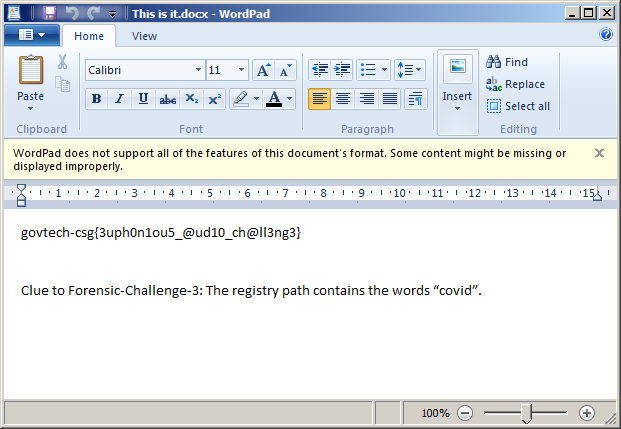 This is it.docx - WordPad
Home View
Calibri 11
Paste
B I U abc X₂ X² A
Insert
Find
Replace
Select all
Clipboard Font Paragraph Editing
WordPad does not support all of the features of this document's format. Some content might be missing or
displayed improperly.
1 2 3 4 5 6 7 8 9 10 11 12 13 14 15
govtech-csg{3uph0n1ou5_@ud10_ch@ll3ng3}
Clue to Forensic-Challenge-3: The registry path contains the words “covid”.
100%